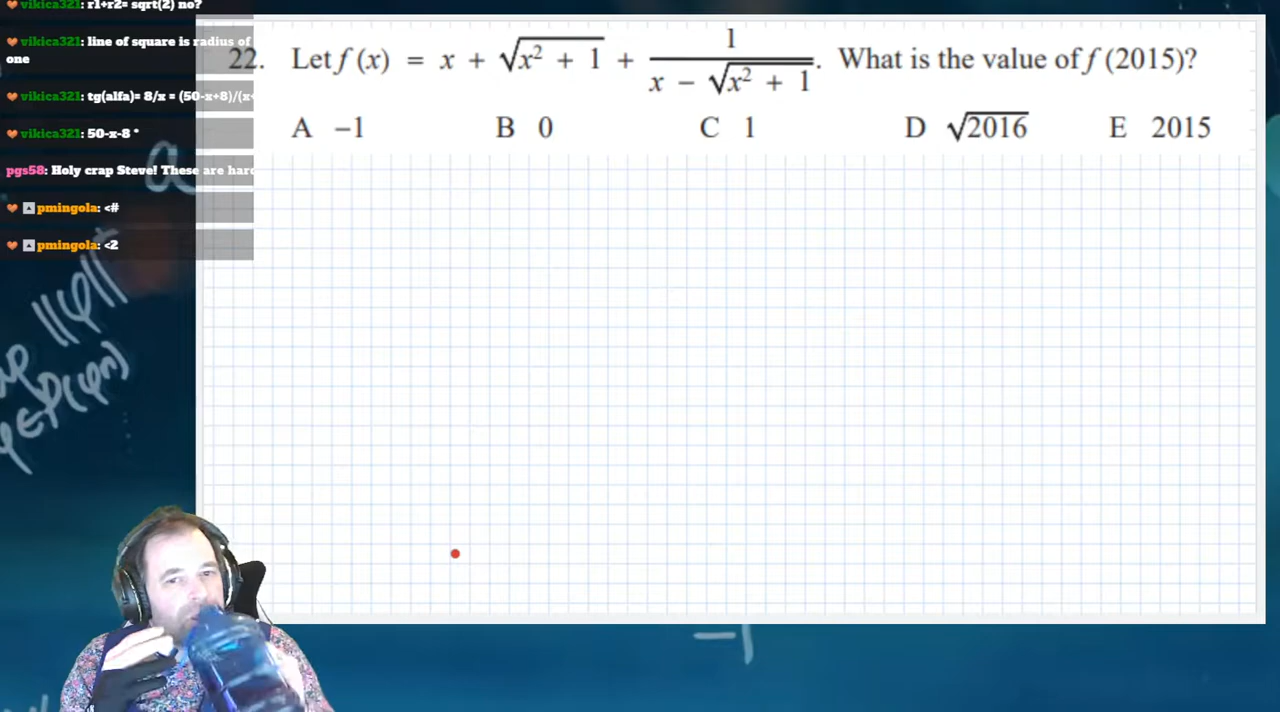 vikica321: r1+r2= sqrt(2) no?
vikica321: line of square is radius of
one
22. Let f (x) = x + √(x² + 1) + 1/(x − √(x² + 1)). What is the value of f (2015)?
vikica321: tg(alfa)= 8/x = (50-x+8)/(x+
A −1 B 0 C 1 D √2016 E 2015
vikica321: 50-x-8 *
pgs58: Holy crap Steve! These are hard
a
pmingola: <#
pmingola: <2
||φ||
−1